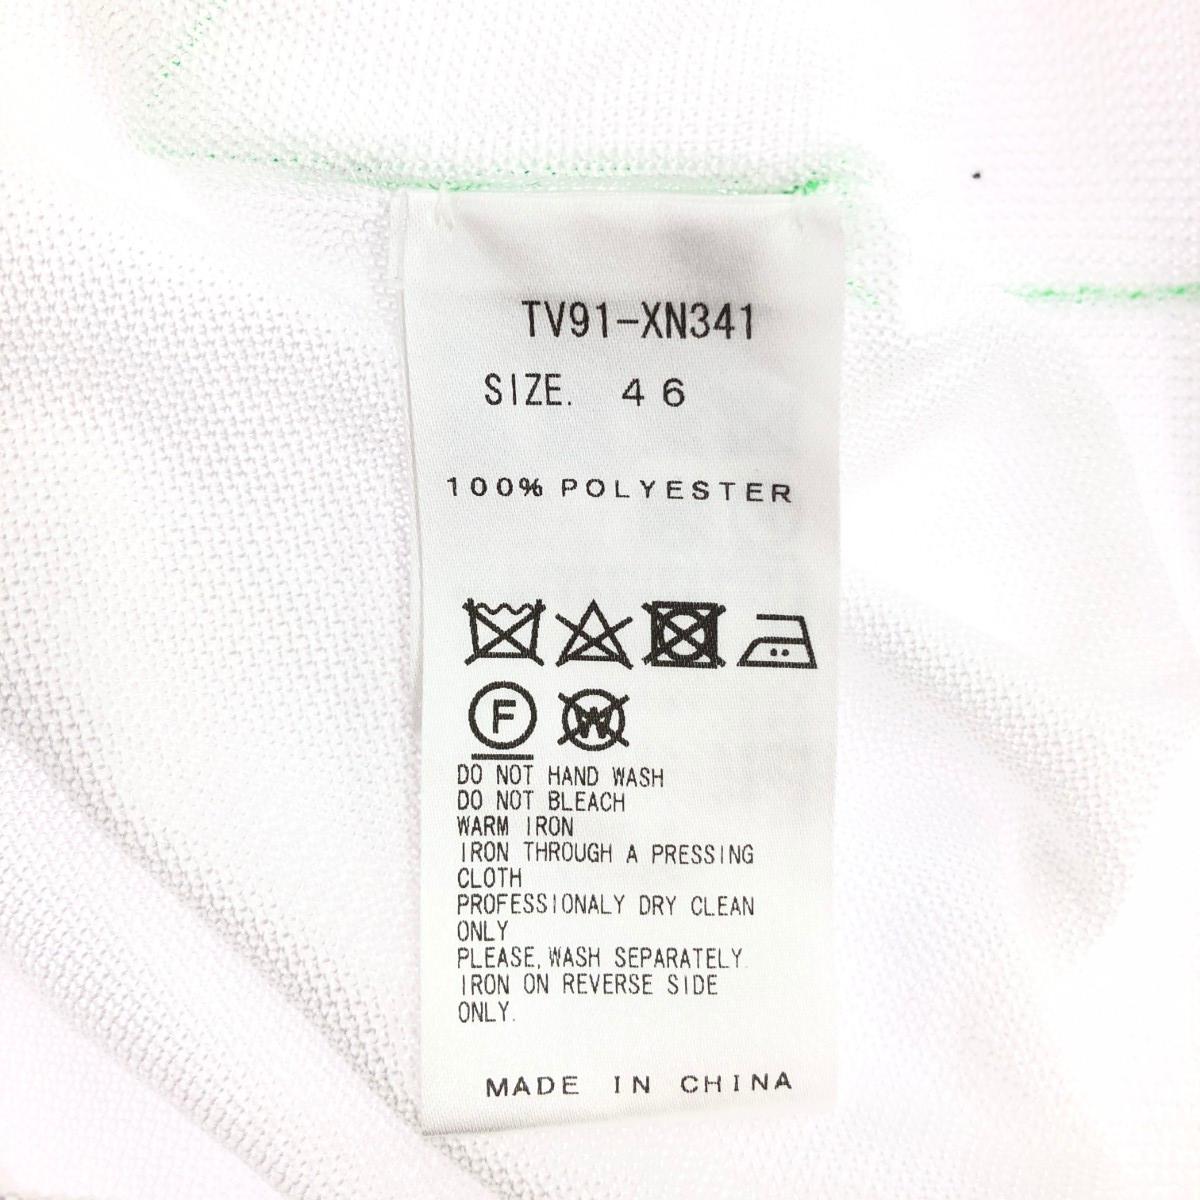 TV91-XN341
SIZE. 46
100% POLYESTER
F W
DO NOT HAND WASH
DO NOT BLEACH
WARM IRON
IRON THROUGH A PRESSING
CLOTH
PROFESSIONALY DRY CLEAN
ONLY
PLEASE, WASH SEPARATELY.
IRON ON REVERSE SIDE
ONLY.
MADE IN CHINA